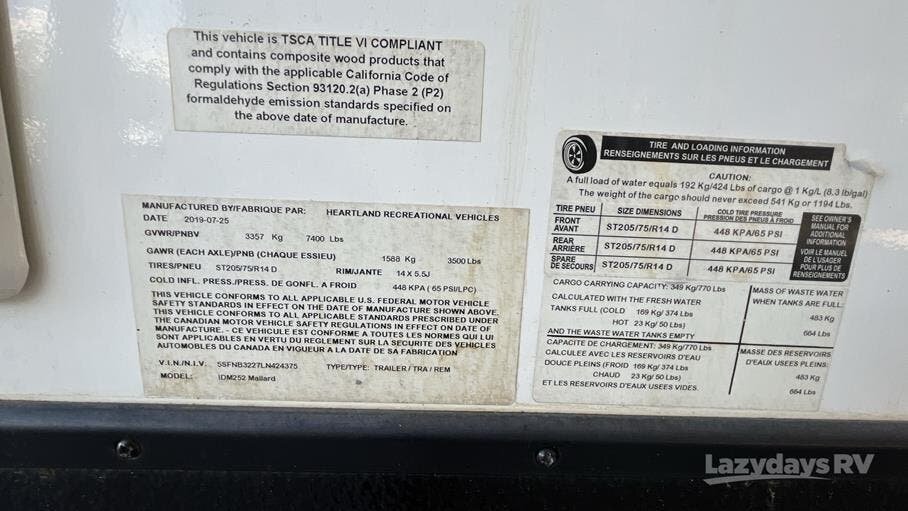 This vehicle is TSCA TITLE VI COMPLIANT
and contains composite wood products that
comply with the applicable California Code of
Regulations Section 93120.2(a) Phase 2 (P2)
formaldehyde emission standards specified on
the above date of manufacture.
MANUFACTURED BY/FABRIQUE PAR: HEARTLAND RECREATIONAL VEHICLES
DATE 2019-07-25
GVWR/PNBV 3357 Kg 7400 Lbs
GAWR (EACH AXLE)/PNB (CHAQUE ESSIEU) 1588 Kg 3500 Lbs
TIRES/PNEU ST205/75/R14 D RIM/JANTE 14 X 5.5J
COLD INFL. PRESS./PRESS. DE GONFL. A FROID 448 KPA ( 65 PSI/LPC)
THIS VEHICLE CONFORMS TO ALL APPLICABLE U.S. FEDERAL MOTOR VEHICLE
SAFETY STANDARDS IN EFFECT ON THE DATE OF MANUFACTURE SHOWN ABOVE.
THIS VEHICLE CONFORMS TO ALL APPLICABLE STANDARDS PRESCRIBED UNDER
THE CANADIAN MOTOR VEHICLE SAFETY REGULATIONS IN EFFECT ON DATE OF
MANUFACTURE. - CE VEHICULE EST CONFORME A TOUTES LES NORMES QUI LUI
SONT APPLICABLES EN VERTU DU REGLEMENT SUR LA SECURITE DES VEHICLES
AUTOMOBILES DU CANADA EN VIGUEUR A LA DATE DE SA FABRICATION
V.I.N./N.I.V. 5SFNB3227LN424375 TYPE/TYPE: TRAILER / TRA / REM
MODEL: IDM252 Mallard
TIRE AND LOADING INFORMATION
RENSEIGNEMENTS SUR LES PNEUS ET LE CHARGEMENT
CAUTION:
A full load of water equals 192 Kg/424 Lbs of cargo @ 1 Kg/L (8.3 lb/gal)
The weight of the cargo should never exceed 541 Kg or 1194 Lbs.
TIRE PNEU SIZE DIMENSIONS COLD TIRE PRESSURE
PRESSION DES PNEUS À FROID
FRONT
AVANT ST205/75/R14 D 448 KPA/65 PSI
REAR
ARRIÈRE ST205/75/R14 D 448 KPA/65 PSI
SPARE
DE SECOURS ST205/75/R14 D 448 KPA/65 PSI
SEE OWNER'S
MANUAL FOR
ADDITIONAL
INFORMATION
VOIR LE MANUEL
DE L'USAGER
POUR PLUS DE
RENSEIGNEMENTS
CARGO CARRYING CAPACITY: 349 Kg/770 Lbs
CALCULATED WITH THE FRESH WATER
TANKS FULL (COLD 169 Kg/ 374 Lbs
HOT 23 Kg/ 50 Lbs)
AND THE WASTE WATER TANKS EMPTY
MASS OF WASTE WATER
WHEN TANKS ARE FULL:
483 Kg
664 Lbs
CAPACITE DE CHARGEMENT: 349 Kg/770 Lbs
CALCULEE AVEC LES RESERVOIRS D'EAU
DOUCE PLEINS (FROID 169 Kg/ 374 Lbs
CHAUD 23 Kg/ 50 Lbs)
ET LES RESERVOIRS D'EAUX USEES VIDES.
MASSE DES RESERVOIRS
D'EAUX USÉES PLEINS:
483 Kg
664 Lbs
Lazydays RV